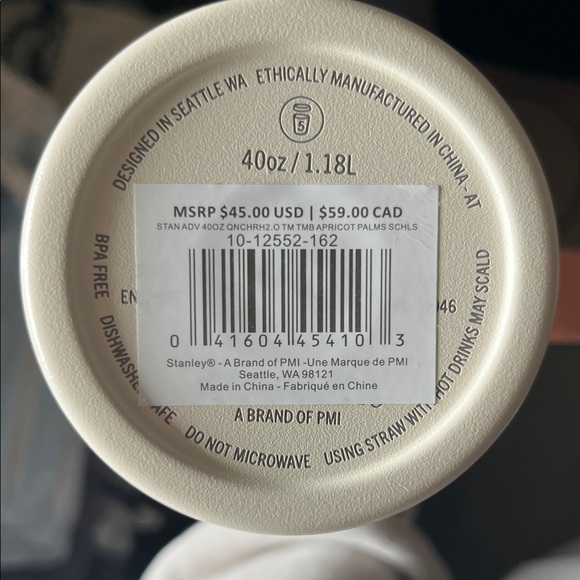 DESIGNED IN SEATTLE WA ETHICALLY MANUFACTURED IN CHINA - AT
5
40oz / 1.18L
MSRP $45.00 USD | $59.00 CAD
STAN ADV 40OZ QNCHRH2.O TM TMB APRICOT PALMS SCHLS
10-12552-162
0 41604 45410 3
Stanley® - A Brand of PMI -Une Marque de PMI
Seattle, WA 98121
Made in China - Fabriqué en Chine
EN
046
A BRAND OF PMI
BPA FREE DISHWASHER SAFE DO NOT MICROWAVE USING STRAW WITH HOT DRINKS MAY SCALD